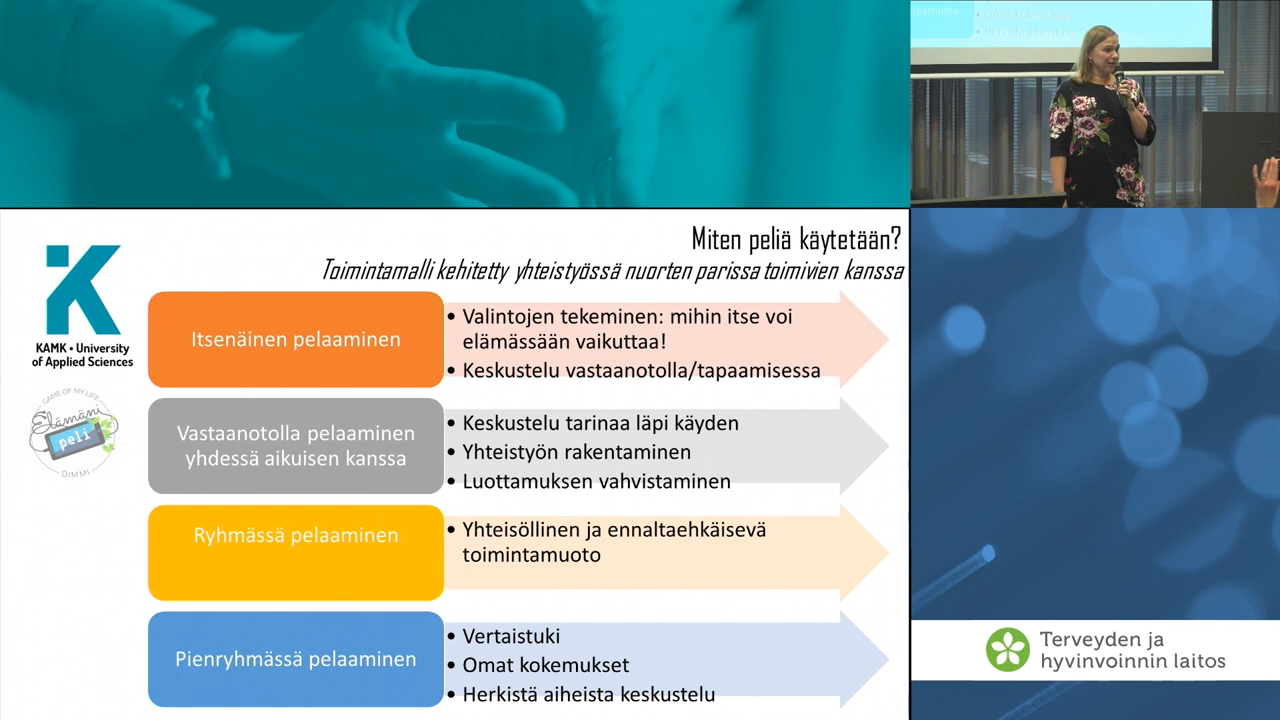 Miten peliä käytetään?
Toimintamalli kehitetty yhteistyössä nuorten parissa toimivien kanssa
KAMK • University
of Applied Sciences
GAME OF MY LIFE
Elämäni
peli
DIMMI
Itsenäinen pelaaminen
• Valintojen tekeminen: mihin itse voi
elämässään vaikuttaa!
• Keskustelu vastaanotolla/tapaamisessa
Vastaanotolla pelaaminen
yhdessä aikuisen kanssa
• Keskustelu tarinaa läpi käyden
• Yhteistyön rakentaminen
• Luottamuksen vahvistaminen
Ryhmässä pelaaminen
• Yhteisöllinen ja ennaltaehkäisevä
toimintamuoto
Pienryhmässä pelaaminen
• Vertaistuki
• Omat kokemukset
• Herkistä aiheista keskustelu
Terveyden ja
hyvinvoinnin laitos